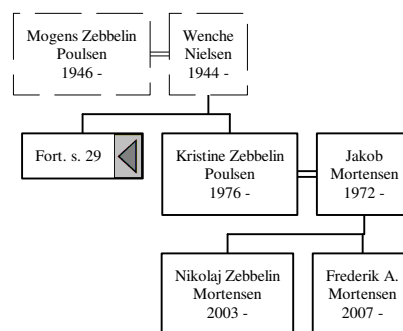 Mogens Zebbelin
Poulsen
1946 -
Wenche
Nielsen
1944 -
Fort. s. 29
Kristine Zebbelin
Poulsen
1976 -
Jakob
Mortensen
1972 -
Nikolaj Zebbelin
Mortensen
2003 -
Frederik A.
Mortensen
2007 -